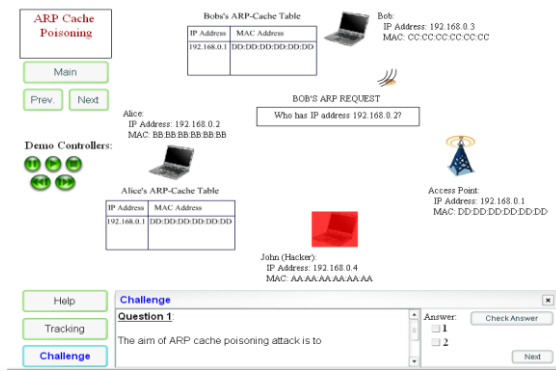 ARP Cache
Poisoning
Main
Prev.
Next
Demo Controllers:
Bobs's ARP-Cache Table
IP Address MAC Address
192.168.0.1 DD:DD:DD:DD:DD:DD
Bob:
IP Address: 192.168.0.3
MAC: CC:CC:CC:CC:CC:CC
BOB'S ARP REQUEST
Who has IP address 192.168.0.2?
Alice:
IP Address: 192.168.0.2
MAC: BB:BB:BB:BB:BB:BB
Alice's ARP-Cache Table
IP Address MAC Address
192.168.0.1 DD:DD:DD:DD:DD:DD
Access Point:
IP Address: 192.168.0.1
MAC: DD:DD:DD:DD:DD:DD
John (Hacker):
IP Address: 192.168.0.4
MAC: AA:AA:AA:AA:AA:AA
Help
Tracking
Challenge
Challenge
Question 1:
The aim of ARP cache poisoning attack is to
Answer:
1
2
Check Answer
Next